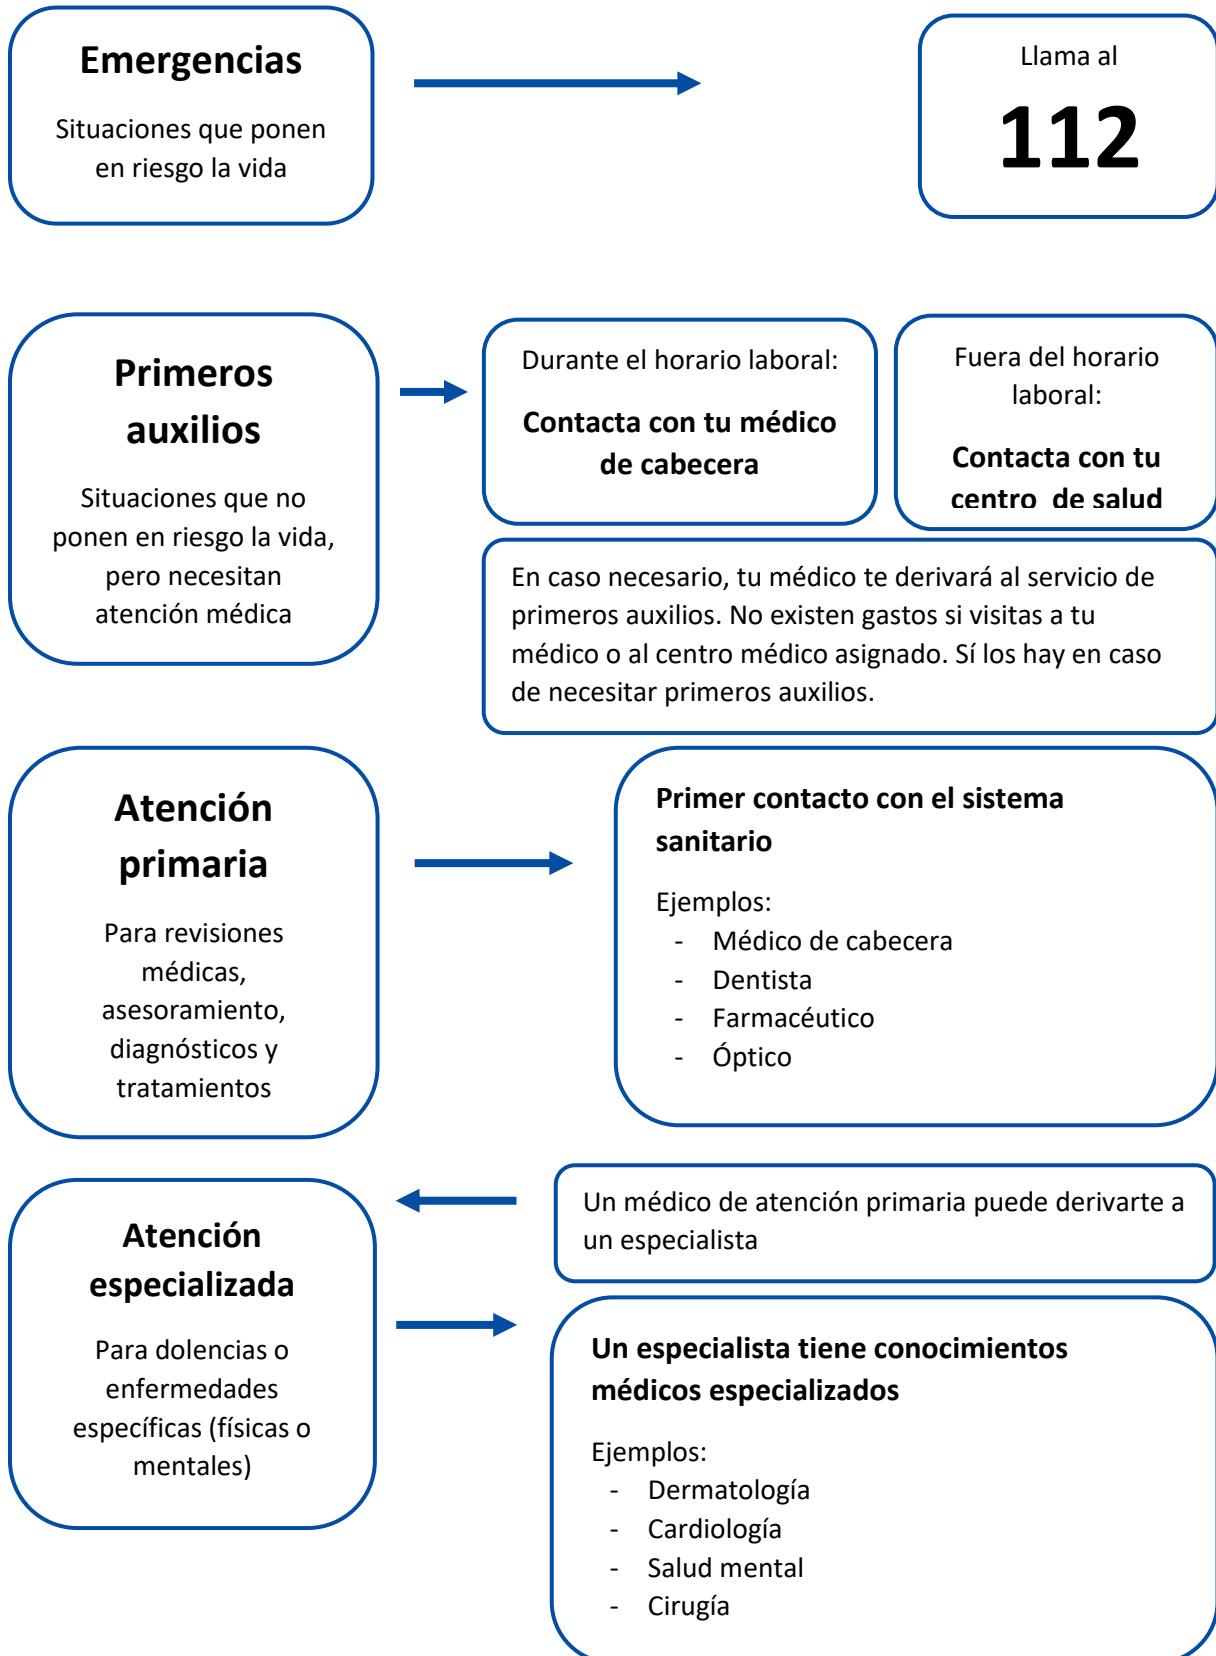 Emergencias
Situaciones que ponen
en riesgo la vida
Llama al
112
Primeros
auxilios
Situaciones que no
ponen en riesgo la vida,
pero necesitan
atención médica
Durante el horario laboral:
Contacta con tu médico
de cabecera
Fuera del horario
laboral:
Contacta con tu
centro de salud
En caso necesario, tu médico te derivará al servicio de
primeros auxilios. No existen gastos si visitas a tu
médico o al centro médico asignado. Sí los hay en caso
de necesitar primeros auxilios.
Atención
primaria
Para revisiones
médicas,
asesoramiento,
diagnósticos y
tratamientos
Primer contacto con el sistema
sanitario
Ejemplos:
- Médico de cabecera
- Dentista
- Farmacéutico
- Óptico
Atención
especializada
Para dolencias o
enfermedades
específicas (físicas o
mentales)
Un médico de atención primaria puede derivarte a
un especialista
Un especialista tiene conocimientos
médicos especializados
Ejemplos:
- Dermatología
- Cardiología
- Salud mental
- Cirugía